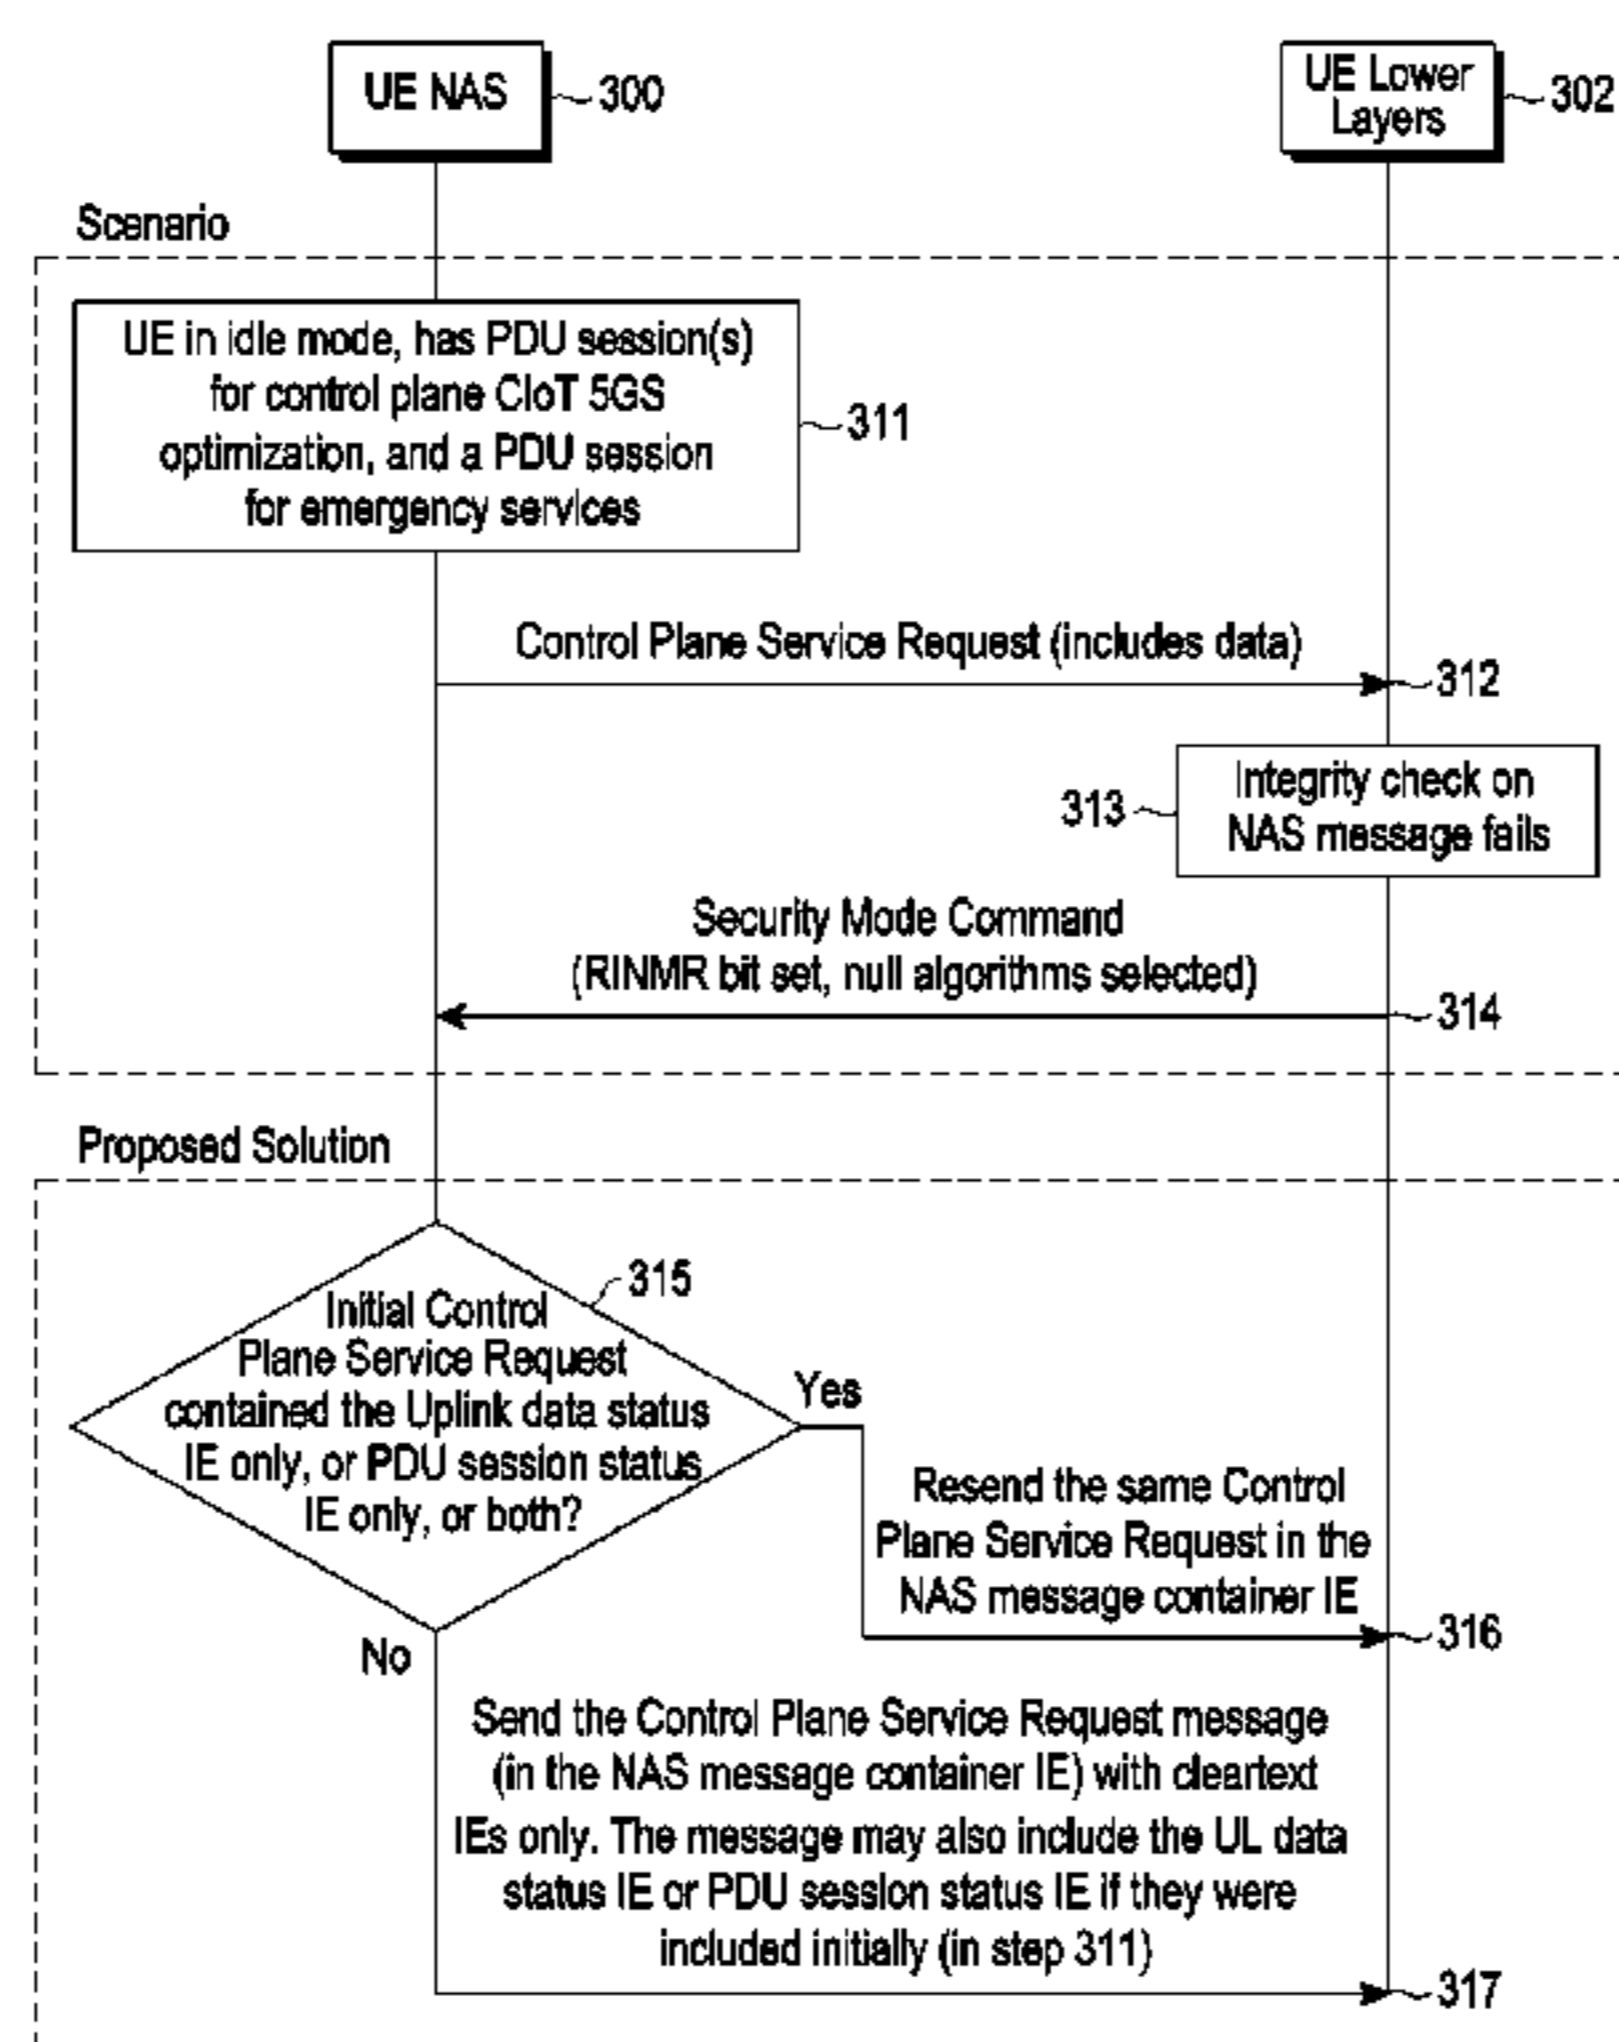 UE NAS
300
UE Lower
Layers
302
Scenario
UE in idle mode, has PDU session(s)
for control plane CIoT 5GS
optimization, and a PDU session
for emergency services
311
Control Plane Service Request (includes data)
312
Integrity check on
NAS message fails
313
Security Mode Command
(RINMR bit set, null algorithms selected)
314
Proposed Solution
315
Initial Control
Plane Service Request
contained the Uplink data status
IE only, or PDU session status
IE only, or both?
Yes
Resend the same Control
Plane Service Request in the
NAS message container IE
316
No
Send the Control Plane Service Request message
(in the NAS message container IE) with cleartext
IEs only. The message may also include the UL data
status IE or PDU session status IE if they were
included initially (in step 311)
317